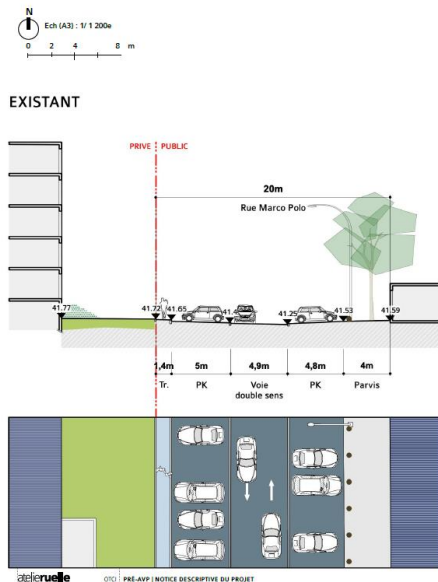 N
Ech (A3) : 1/ 1 200e
0 2 4 8 m
EXISTANT
PRIVE PUBLIC
20m
Rue Marco Polo
41.77 41.72 41.65 41.4 41.25 41.53 41.59
1,4m 5m 4,9m 4,8m 4m
Tr. PK Voie PK Parvis
double sens
atelieruelle OTCI PRÉ-AVP | NOTICE DESCRIPTIVE DU PROJET